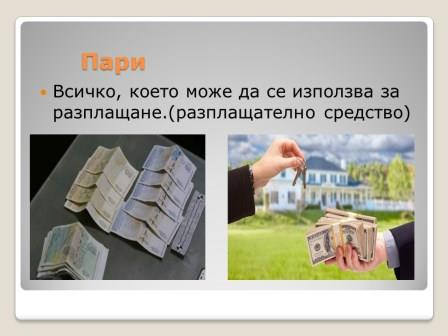 Пари
Всичко, което може да се използва за
разплащане.(разплащателно средство)